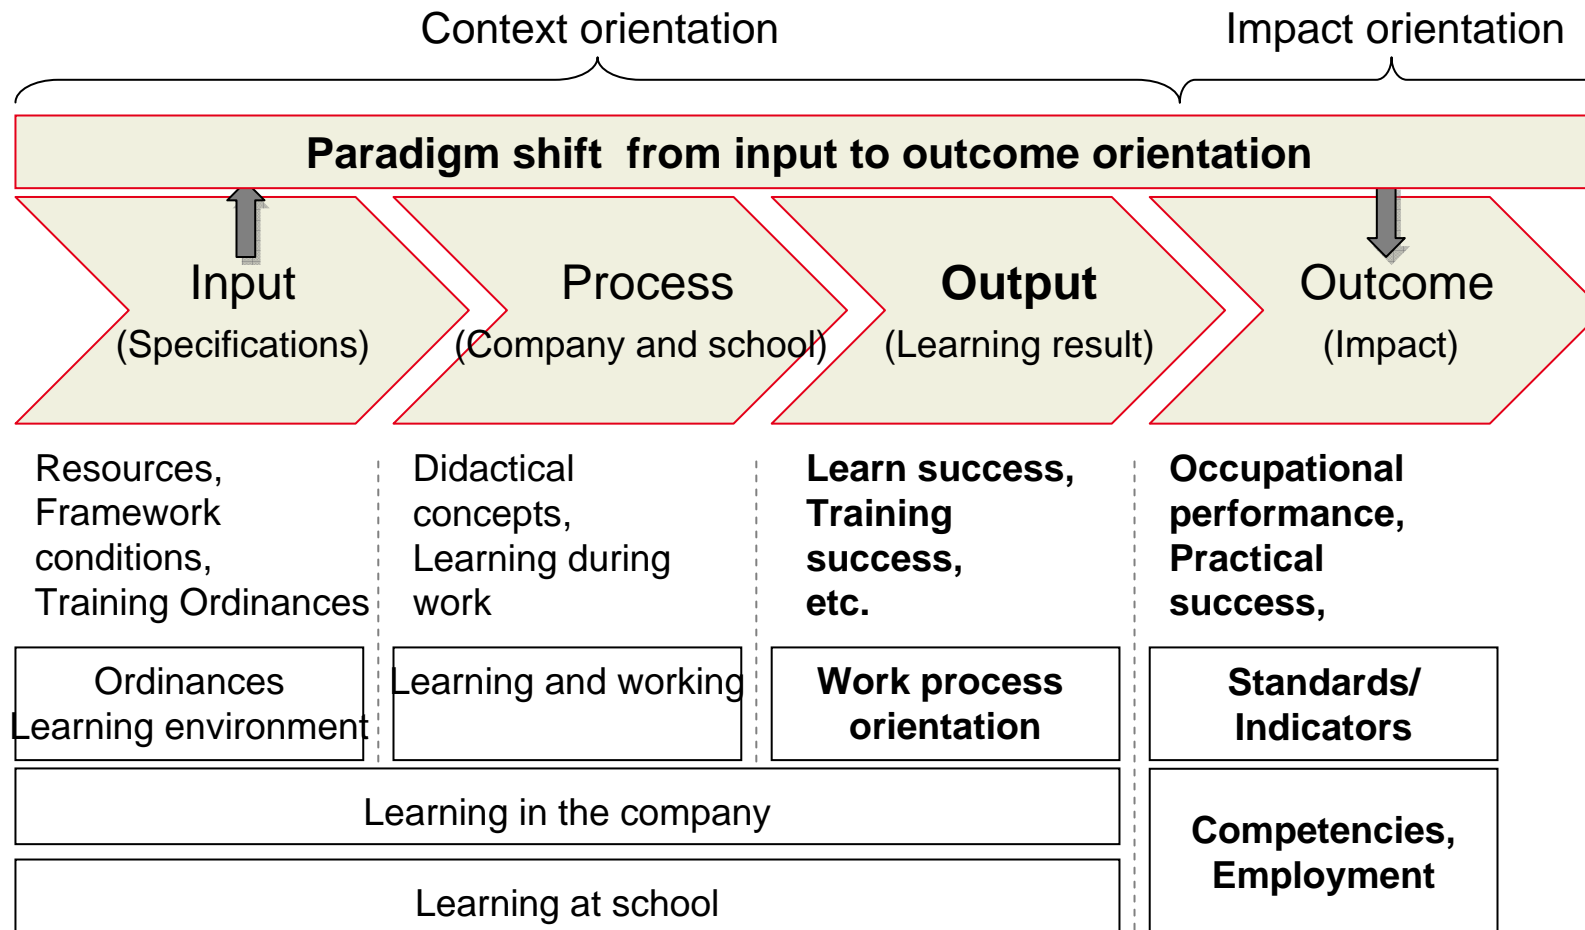 Context orientation
Impact orientation
Paradigm shift from input to outcome orientation
Input
(Specifications)
Process
(Company and school)
Output
(Learning result)
Outcome
(Impact)
Resources,
Framework
conditions,
Training Ordinances
Didactical
concepts,
Learning during
work
Learn success,
Training
success,
etc.
Occupational
performance,
Practical
success,
Ordinances
Learning environment
Learning and working
Work process
orientation
Standards/
Indicators
Learning in the company
Competencies,
Employment
Learning at school